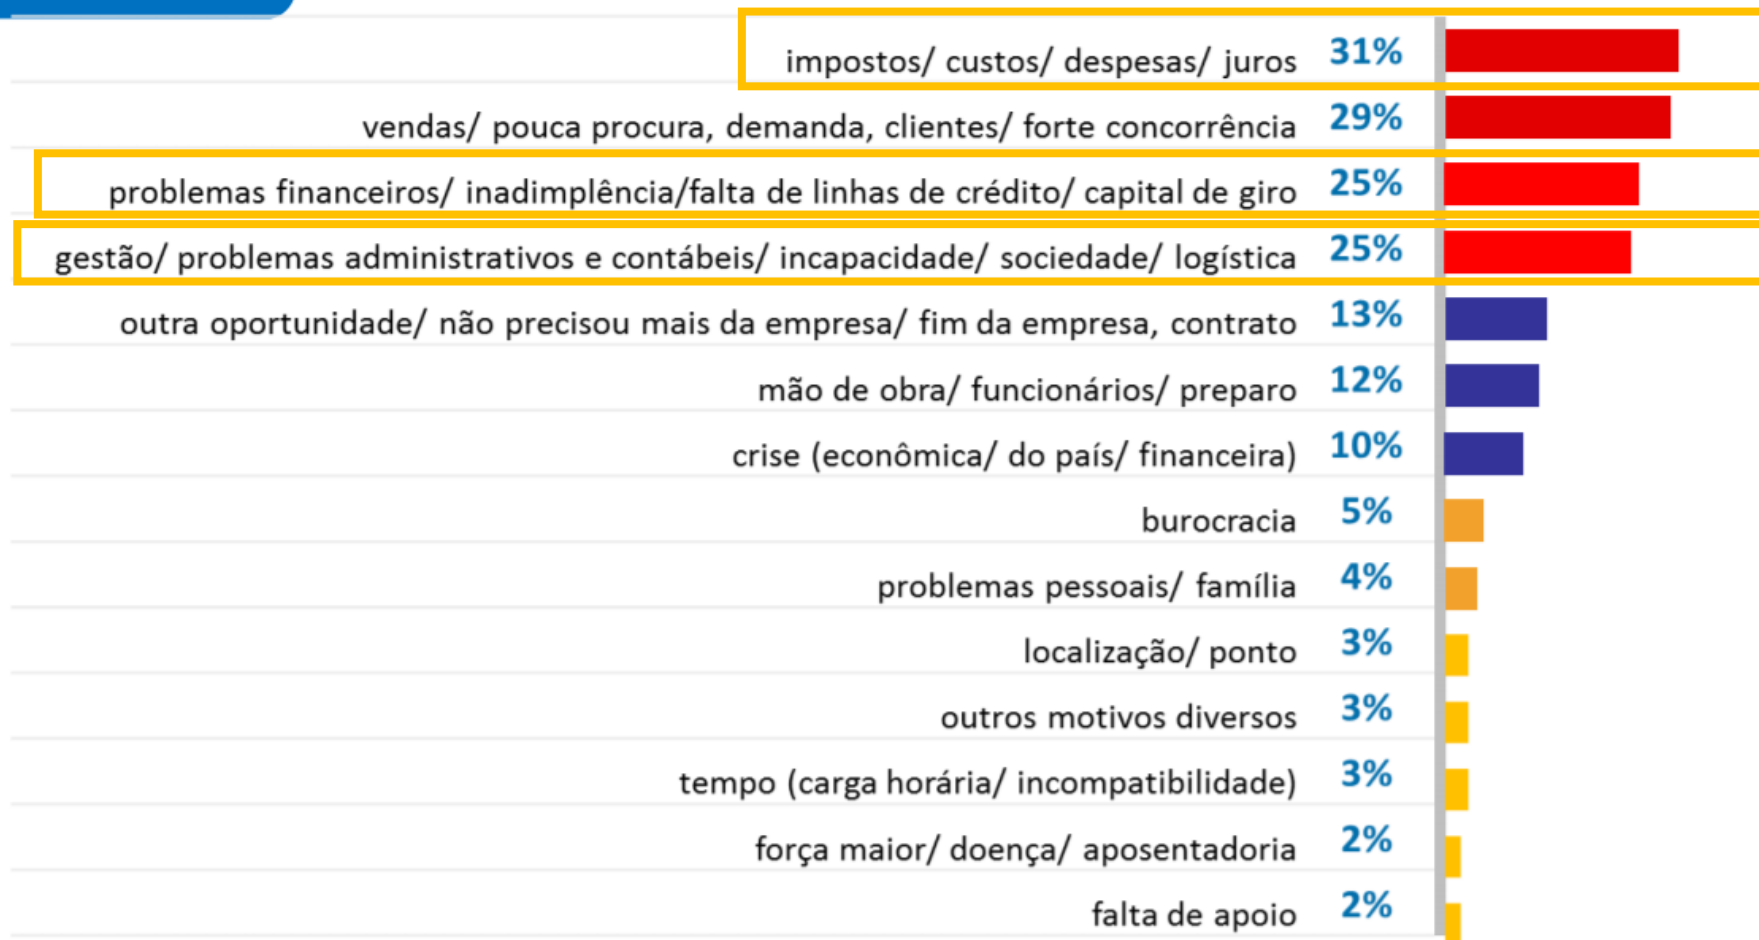 impostos/ custos/ despesas/ juros 31%
vendas/ pouca procura, demanda, clientes/ forte concorrência 29%
problemas financeiros/ inadimplência/falta de linhas de crédito/ capital de giro 25%
gestão/ problemas administrativos e contábeis/ incapacidade/ sociedade/ logística 25%
outra oportunidade/ não precisou mais da empresa/ fim da empresa, contrato 13%
mão de obra/ funcionários/ preparo 12%
crise (econômica/ do país/ financeira) 10%
burocracia 5%
problemas pessoais/ família 4%
localização/ ponto 3%
outros motivos diversos 3%
tempo (carga horária/ incompatibilidade) 3%
força maior/ doença/ aposentadoria 2%
falta de apoio 2%